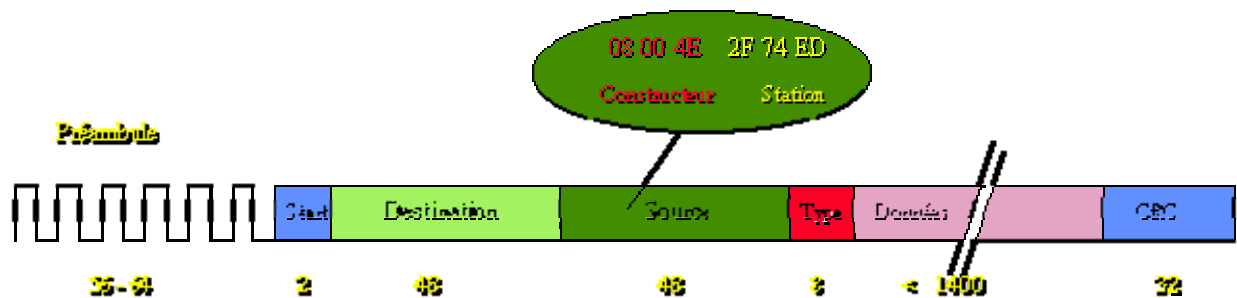 08 00 4E 2F 74 ED
Constructeur Station
Préambule
Start Destination Source Type Données CRC
56 - 64 2 48 48 8 < 1400 32